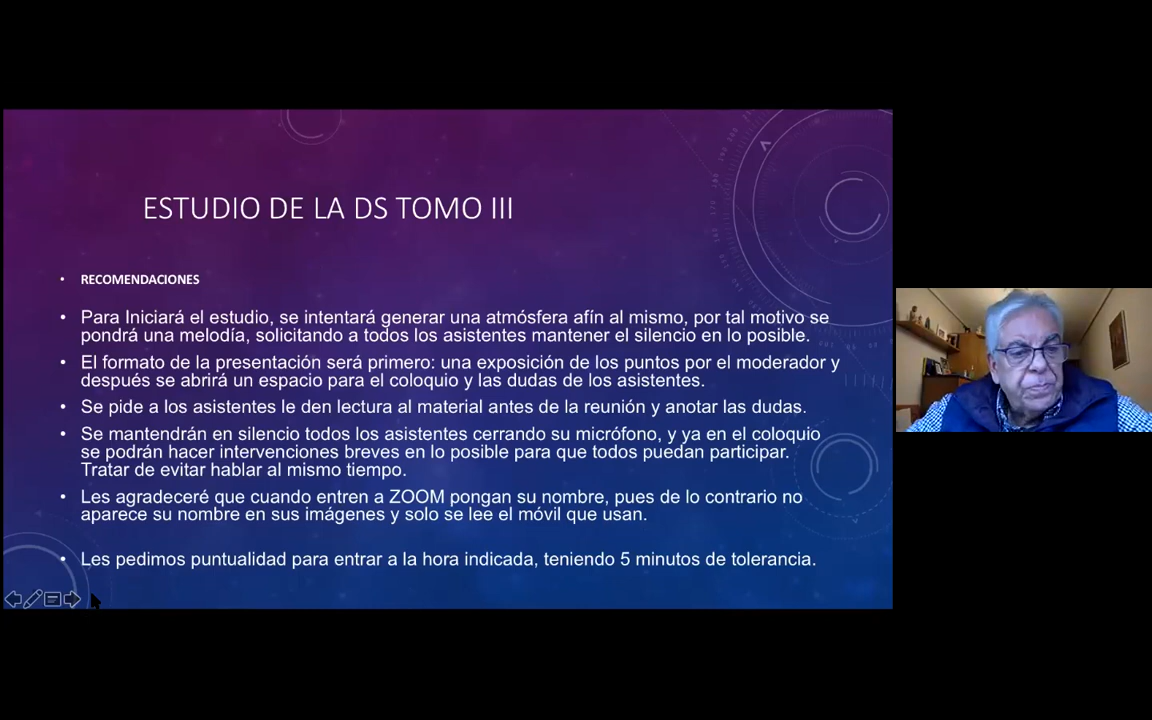 ESTUDIO DE LA DS TOMO III
• RECOMENDACIONES
• Para Iniciará el estudio, se intentará generar una atmósfera afín al mismo, por tal motivo se
pondrá una melodía, solicitando a todos los asistentes mantener el silencio en lo posible.
• El formato de la presentación será primero: una exposición de los puntos por el moderador y
después se abrirá un espacio para el coloquio y las dudas de los asistentes.
• Se pide a los asistentes le den lectura al material antes de la reunión y anotar las dudas.
• Se mantendrán en silencio todos los asistentes cerrando su micrófono, y ya en el coloquio
se podrán hacer intervenciones breves en lo posible para que todos puedan participar.
Tratar de evitar hablar al mismo tiempo.
• Les agradeceré que cuando entren a ZOOM pongan su nombre, pues de lo contrario no
aparece su nombre en sus imágenes y solo se lee el móvil que usan.
• Les pedimos puntualidad para entrar a la hora indicada, teniendo 5 minutos de tolerancia.